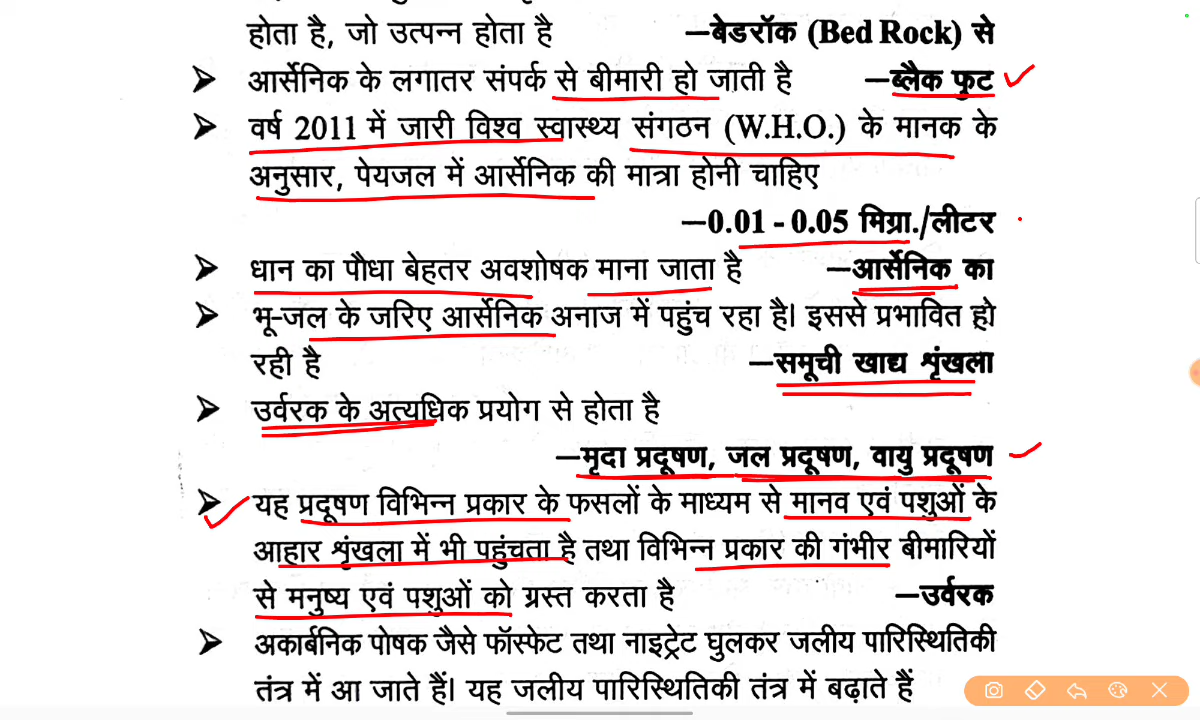 होता है, जो उत्पन्न होता है —बेडरॉक (Bed Rock) से
➤ आर्सेनिक के लगातर संपर्क से बीमारी हो जाती है —ब्लैक फुट
➤ वर्ष 2011 में जारी विश्व स्वास्थ्य संगठन (W.H.O.) के मानक के
अनुसार, पेयजल में आर्सेनिक की मात्रा होनी चाहिए
—0.01 - 0.05 मिग्रा./लीटर
➤ धान का पौधा बेहतर अवशोषक माना जाता है —आर्सेनिक का
➤ भू-जल के जरिए आर्सेनिक अनाज में पहुंच रहा है। इससे प्रभावित हो
रही है —समूची खाद्य शृंखला
➤ उर्वरक के अत्यधिक प्रयोग से होता है
—मृदा प्रदूषण, जल प्रदूषण, वायु प्रदूषण
➤ यह प्रदूषण विभिन्न प्रकार के फसलों के माध्यम से मानव एवं पशुओं के
आहार शृंखला में भी पहुंचता है तथा विभिन्न प्रकार की गंभीर बीमारियों
से मनुष्य एवं पशुओं को ग्रस्त करता है —उर्वरक
➤ अकार्बनिक पोषक जैसे फॉस्फेट तथा नाइट्रेट घुलकर जलीय पारिस्थितिकी
तंत्र में आ जाते हैं। यह जलीय पारिस्थितिकी तंत्र में बढ़ाते हैं